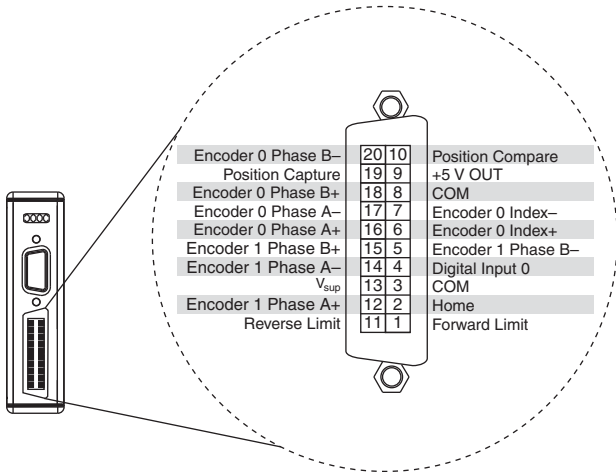 Encoder 0 Phase B– 20 10 Position Compare
Position Capture 19 9 +5 V OUT
Encoder 0 Phase B+ 18 8 COM
Encoder 0 Phase A– 17 7 Encoder 0 Index–
Encoder 0 Phase A+ 16 6 Encoder 0 Index+
Encoder 1 Phase B+ 15 5 Encoder 1 Phase B–
Encoder 1 Phase A– 14 4 Digital Input 0
Vsup 13 3 COM
Encoder 1 Phase A+ 12 2 Home
Reverse Limit 11 1 Forward Limit